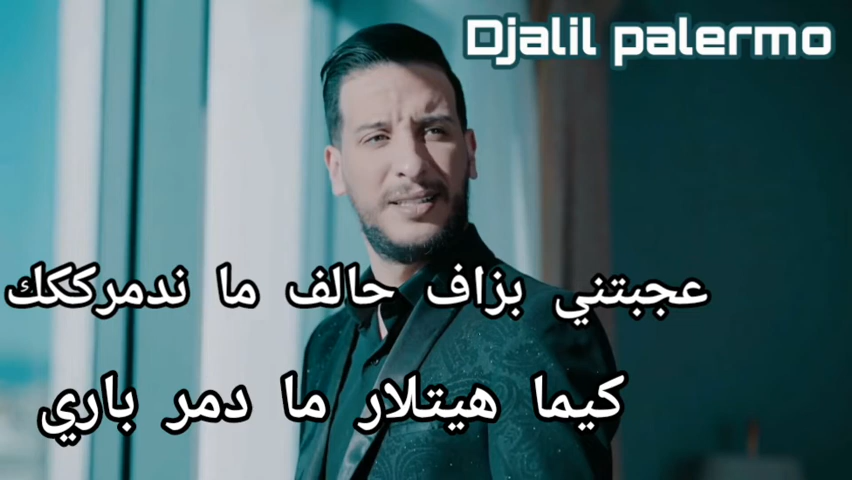 Djalil palermo
عجبتني بزاف حالف ما ندمرككك
كيما هيتلار ما دمر باري